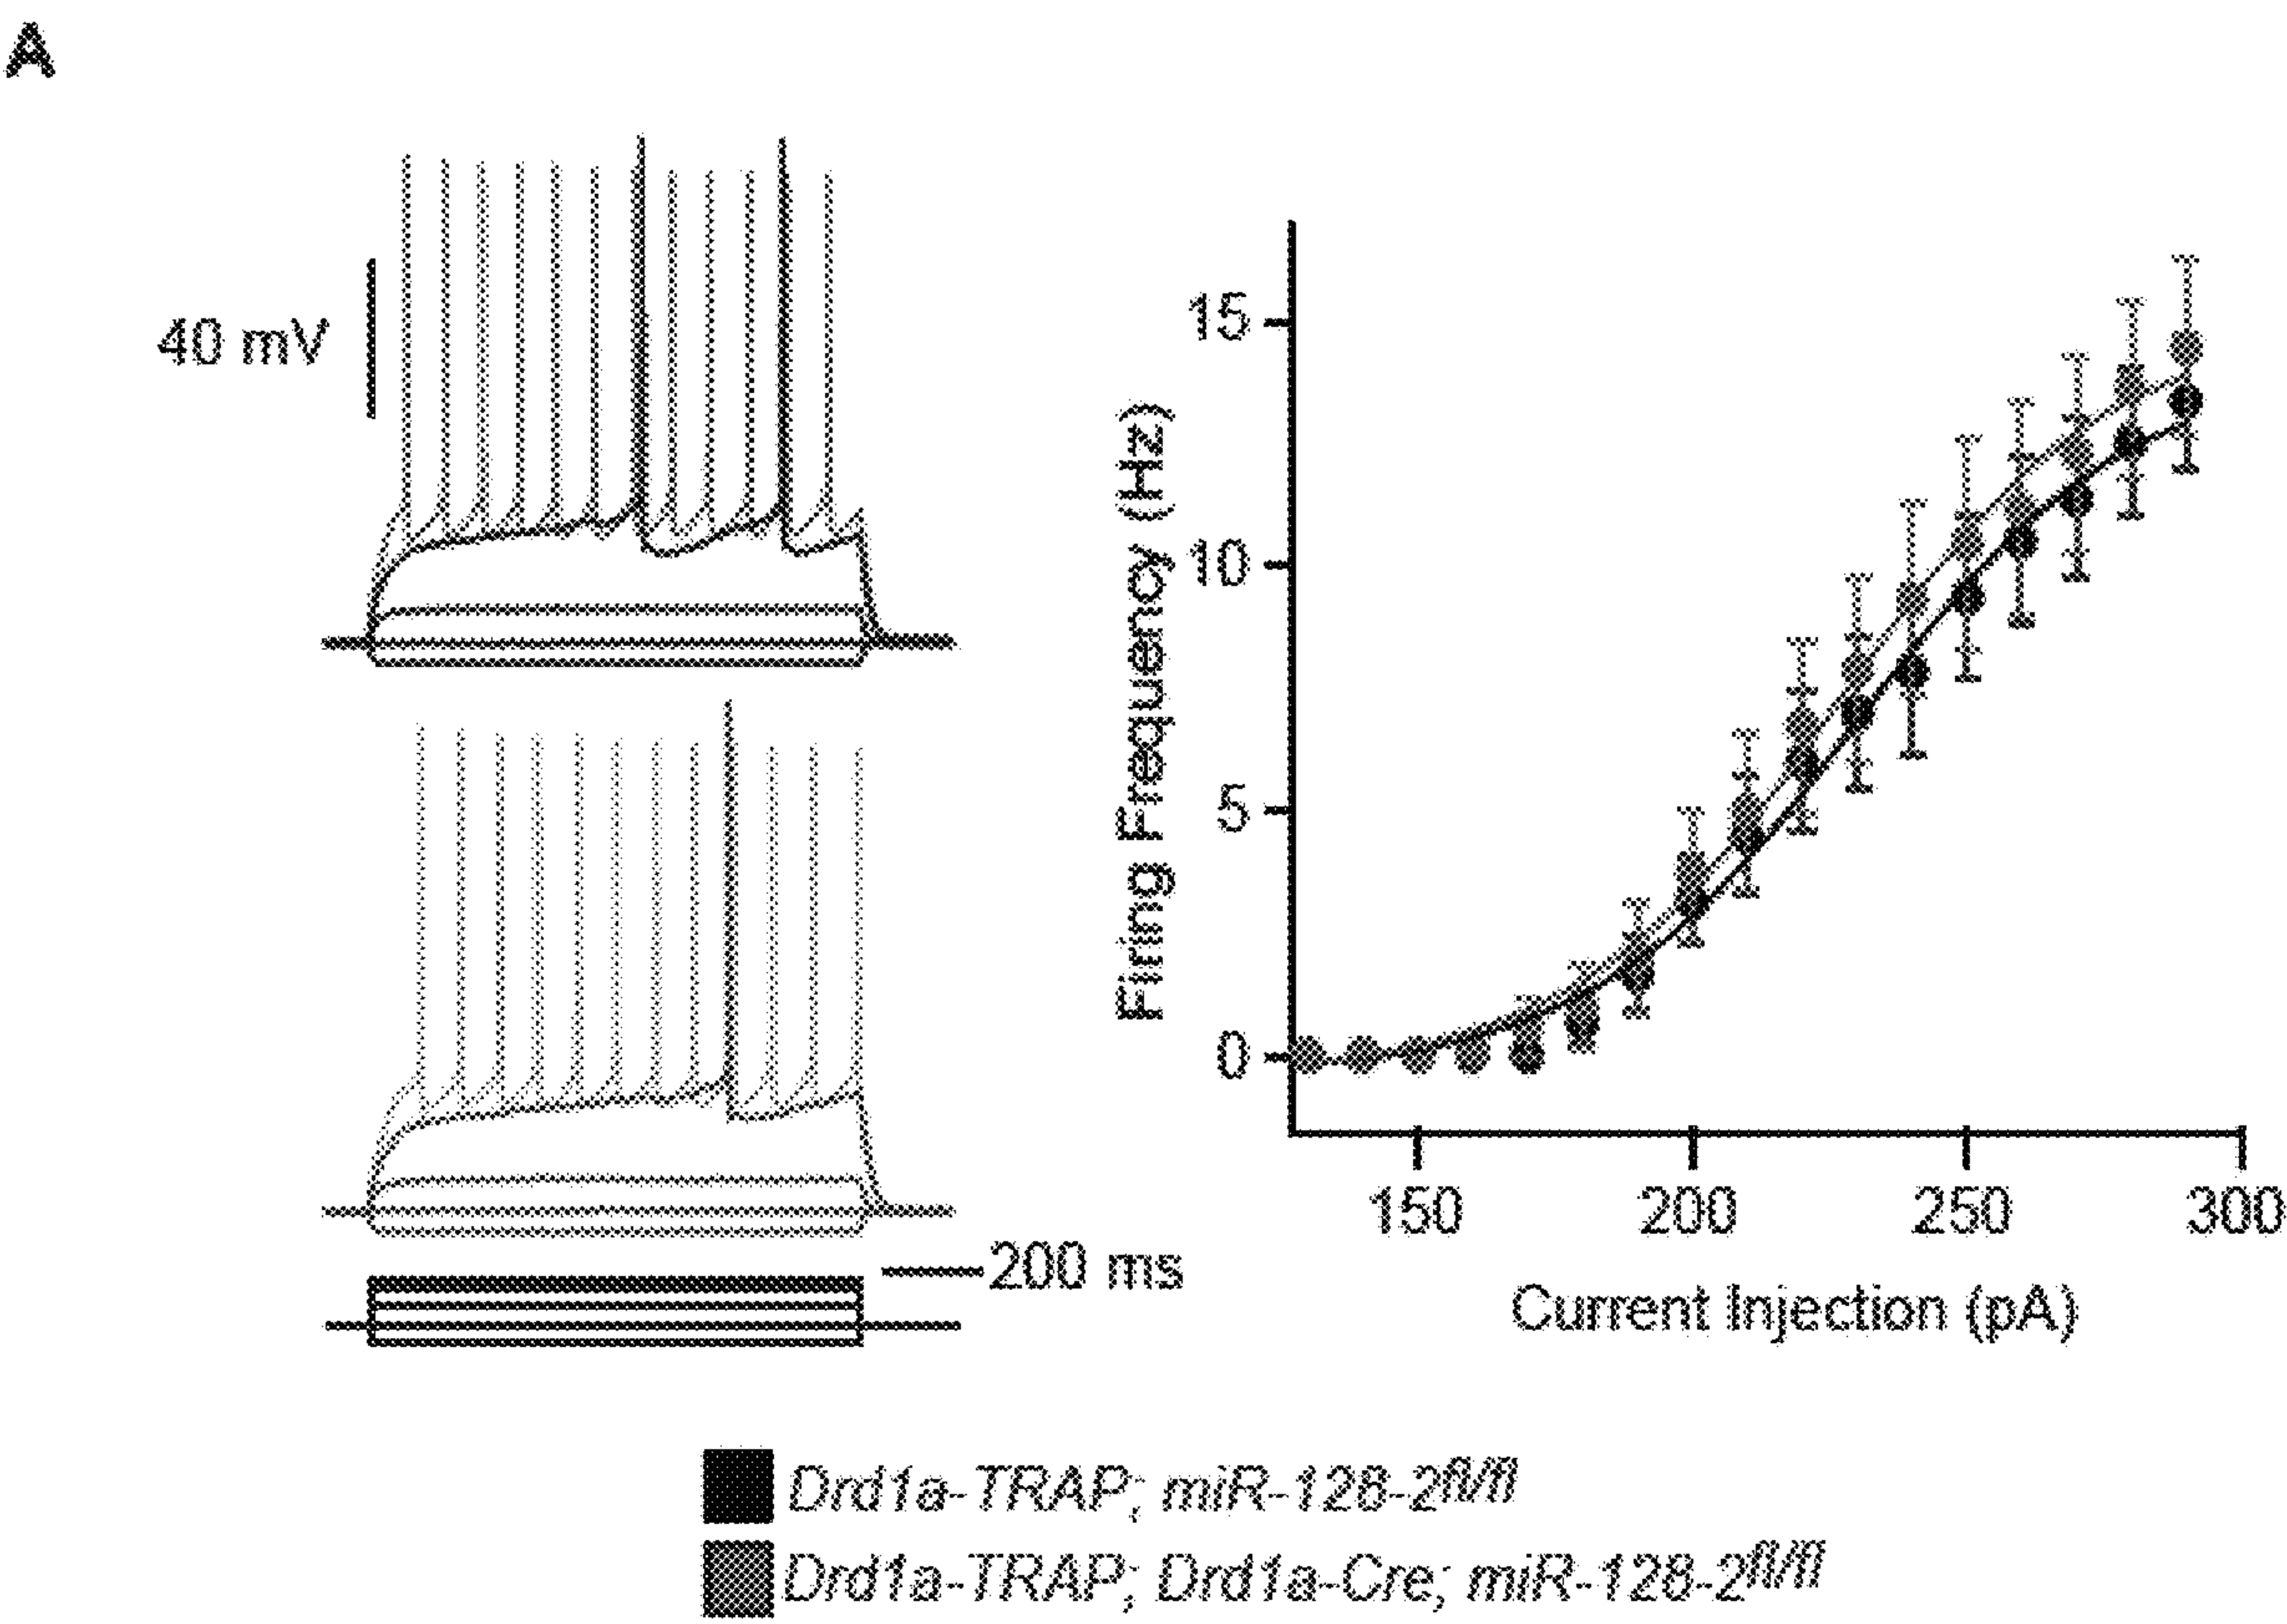 A
40 mV
200 ms
Firing Frequency (Hz)
15
10
5
0
150 200 250 300
Current Injection (pA)
Drd1a-TRAP; miR-128-2fl/fl
Drd1a-TRAP; Drd1a-Cre; miR-128-2fl/fl